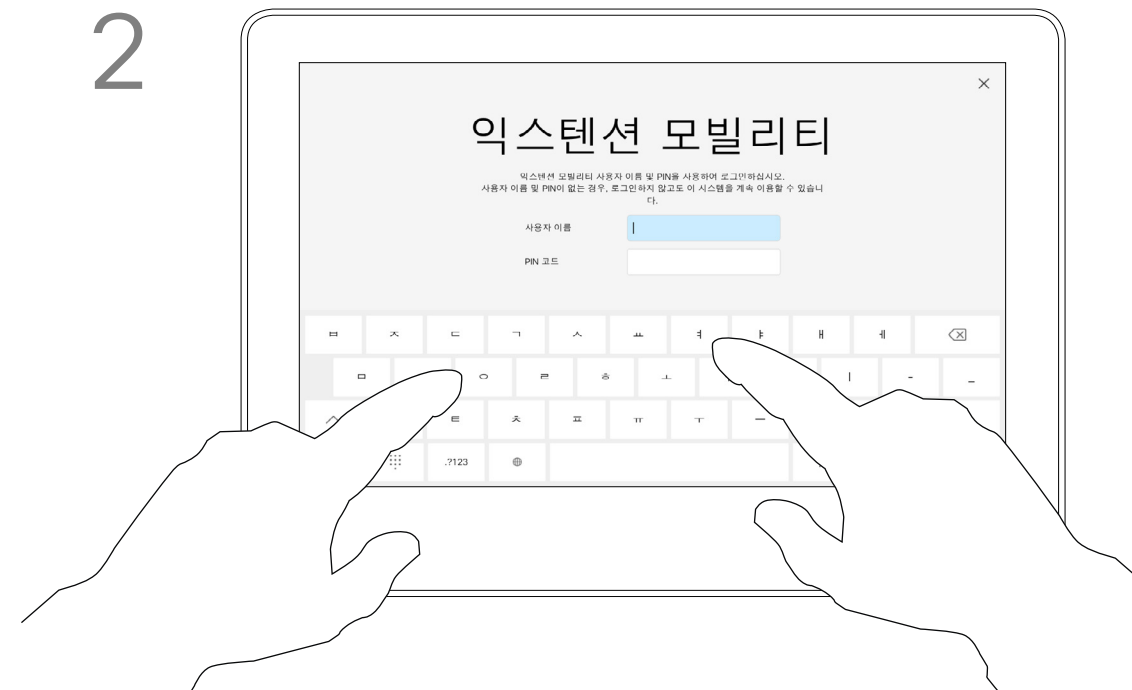 2
익스텐션 모빌리티
익스텐션 모빌리티 사용자 이름 및 PIN을 사용하여 로그인하십시오.
사용자 이름 및 PIN이 없는 경우, 로그인하지 않고도 이 시스템을 계속 이용할 수 있습니
다.
사용자 이름
PIN 코드
ㅂ ㅈ ㄷ ㄱ ㅅ ㅛ ㅕ ㅑ ㅐ ㅔ
ㅁ ㅇ ㄹ ㅎ ㅗ ㅣ - _
ㅌ ㅊ ㅍ ㅠ ㅜ ㅡ
.?123